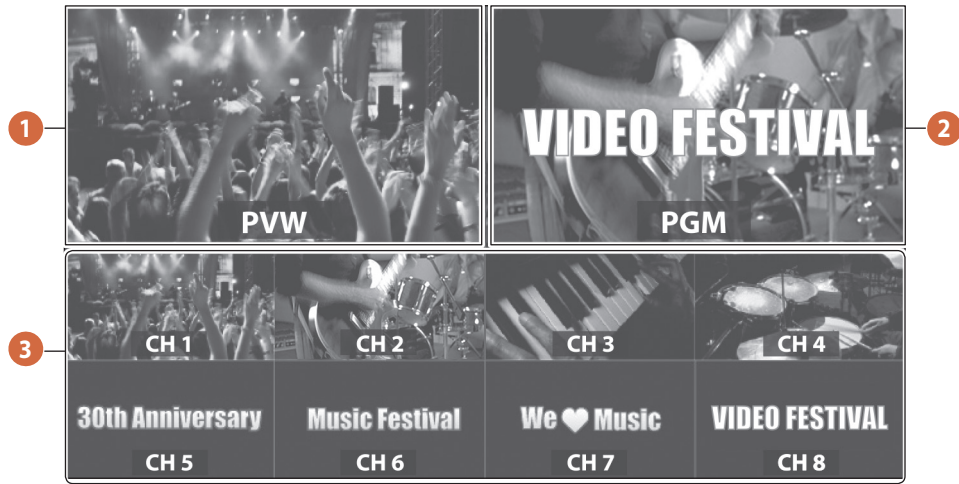 1
2
VIDEO FESTIVAL
PVW
PGM
3
CH 1
CH 2
CH 3
CH 4
30th Anniversary
Music Festival
We ♥ Music
VIDEO FESTIVAL
CH 5
CH 6
CH 7
CH 8